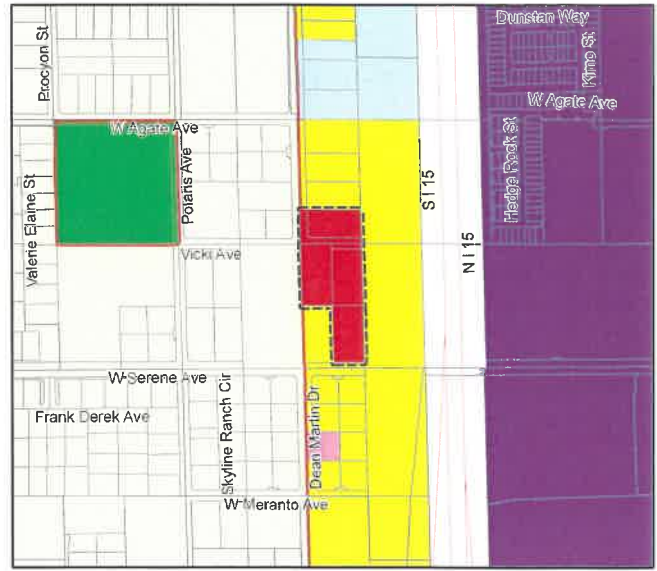 Dunstan Way
Procyon St
Kimo St
W Agate Ave
W Agate Ave
Hedge Rock St
Polaris Ave
S I 15
Valerie Elaine St
Vicki Ave
N I 15
W Serene Ave
Skyline Ranch Cir
Dean Martin Dr
Frank Derek Ave
W Meranto Ave